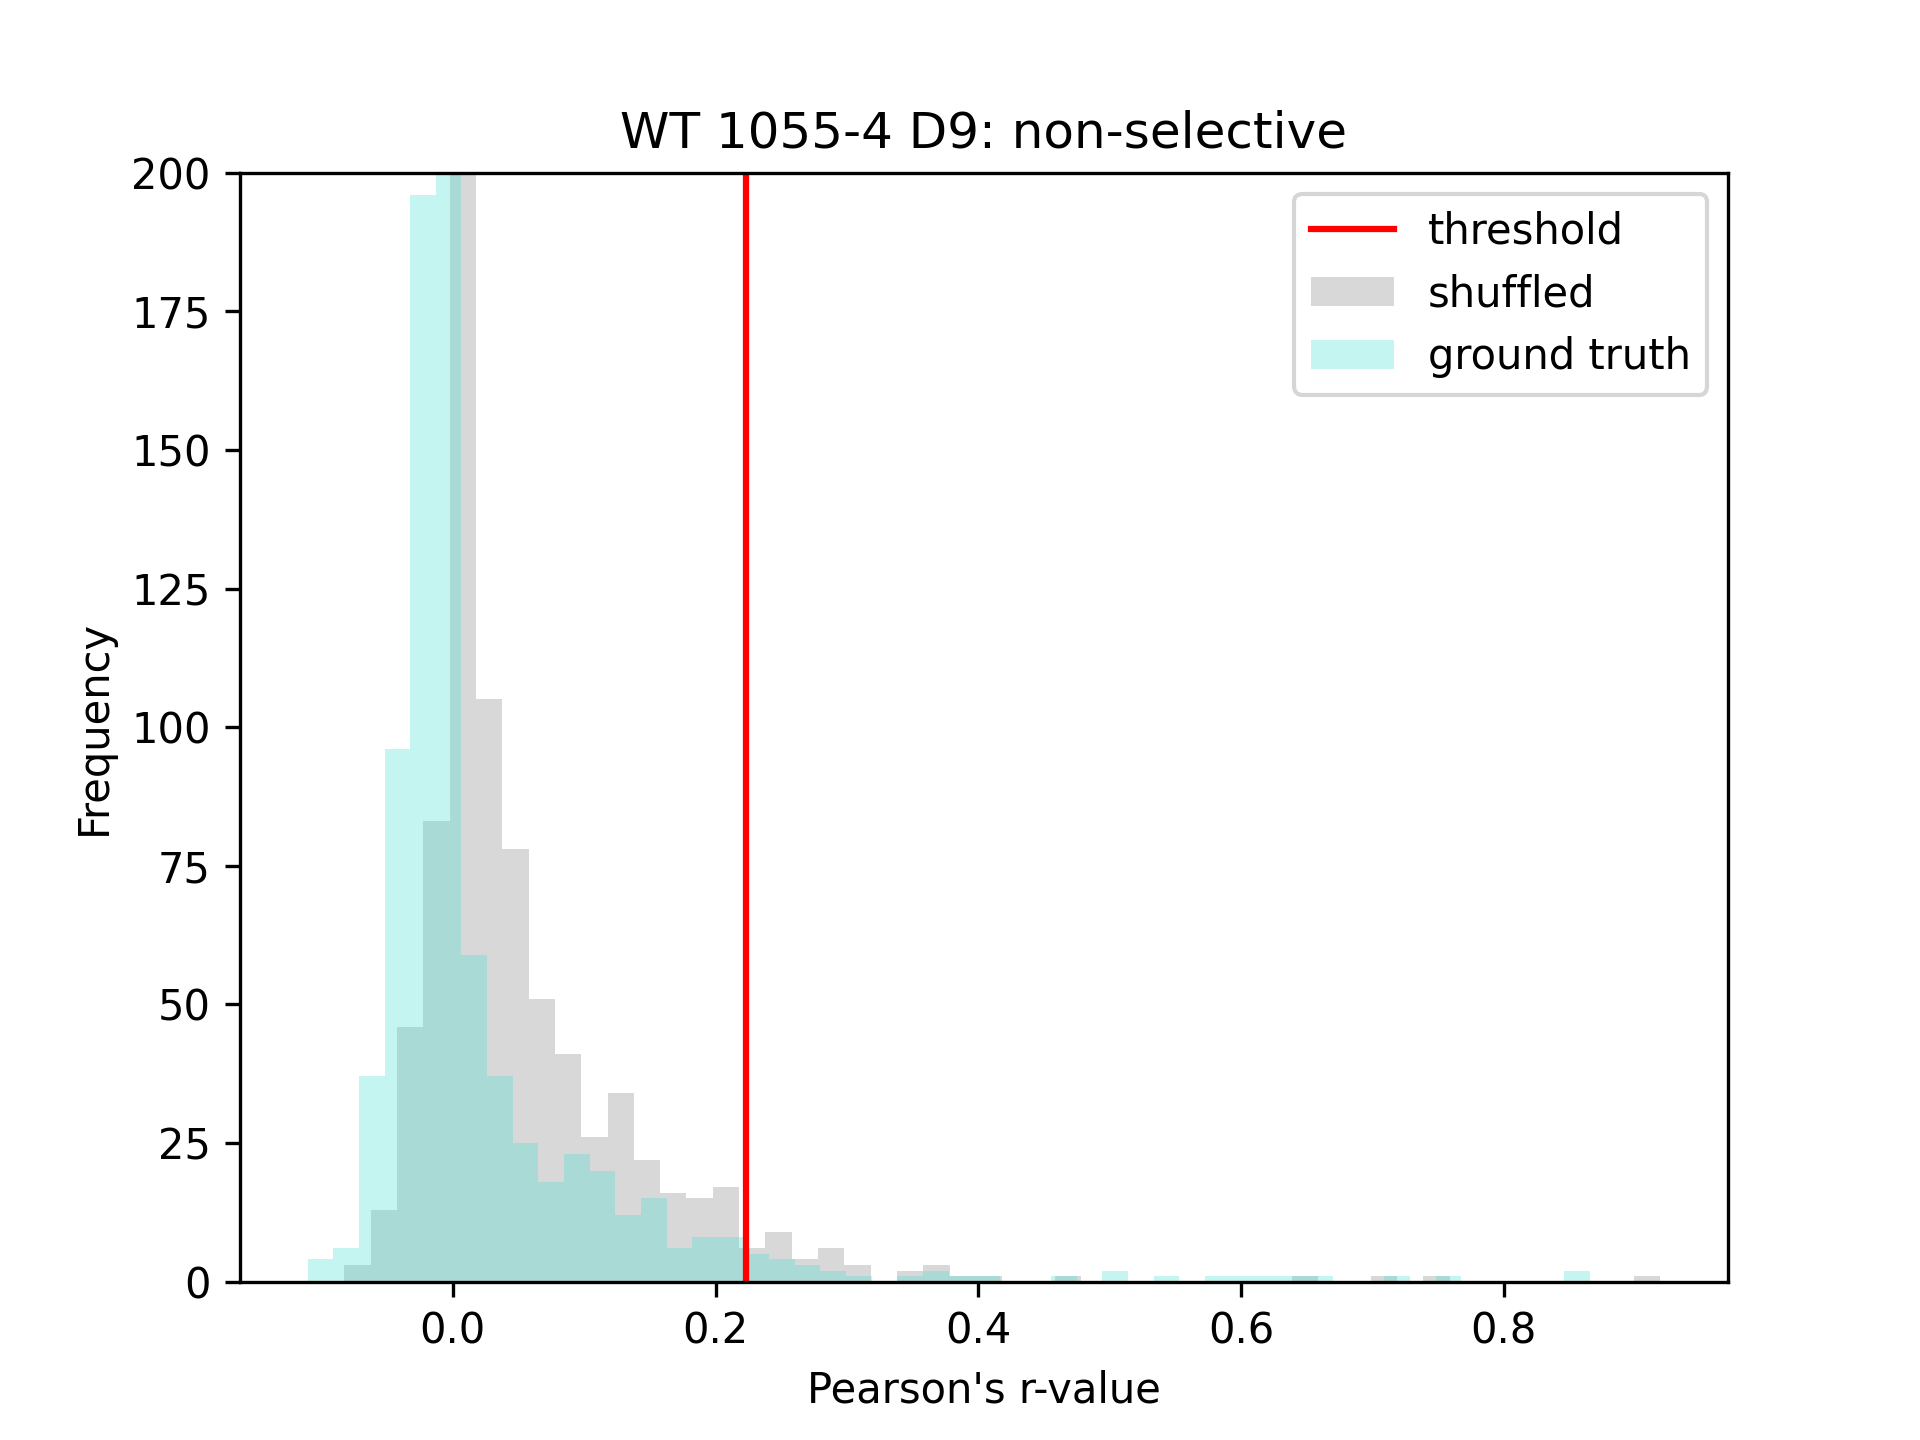 WT 1055-4 D9: non-selective
threshold
shuffled
ground truth
200
175
150
125
100
75
50
25
0
Frequency
0.0 0.2 0.4 0.6 0.8
Pearson's r-value